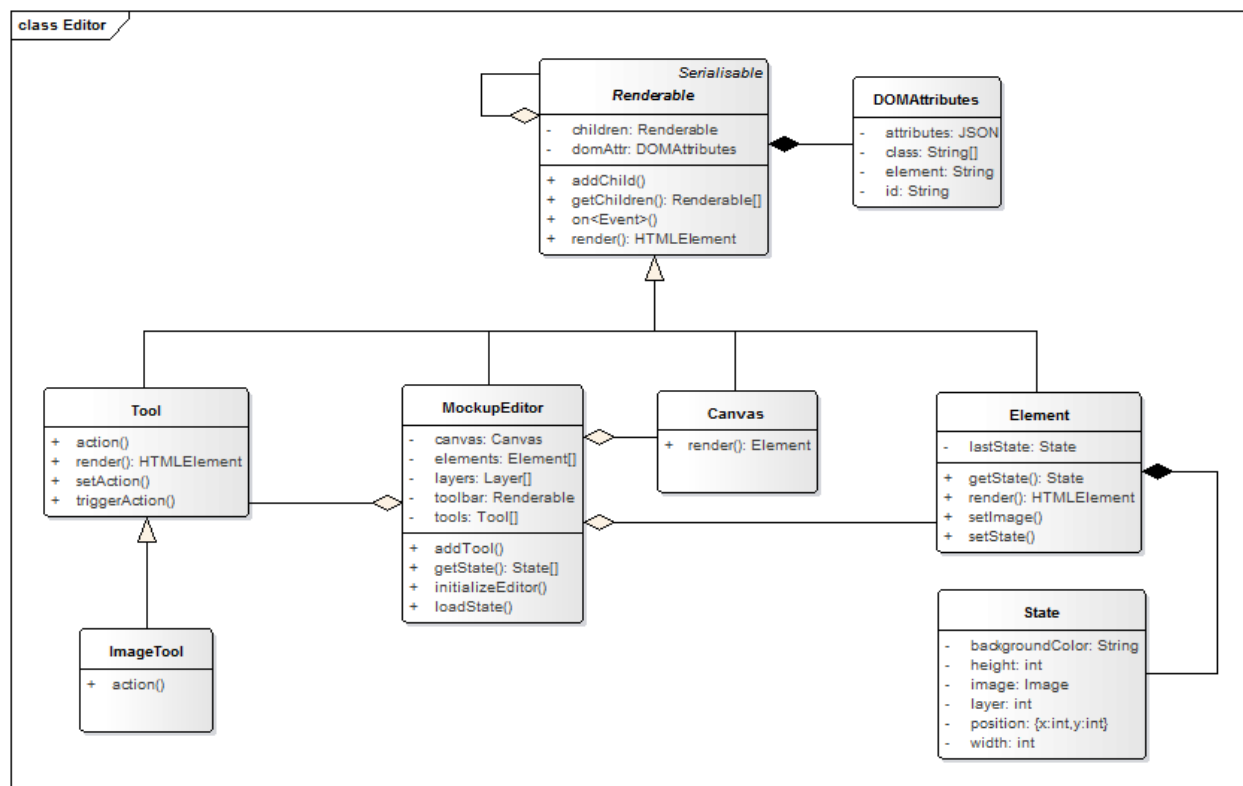 class Editor
Serialisable
Renderable
- children: Renderable
- domAttr: DOMAttributes
+ addChild()
+ getChildren(): Renderable[]
+ on<Event>()
+ render(): HTMLElement
DOMAttributes
- attributes: JSON
- class: String[]
- element: String
- id: String
Tool
+ action()
+ render(): HTMLElement
+ setAction()
+ triggerAction()
MockupEditor
- canvas: Canvas
- elements: Element[]
- layers: Layer[]
- toolbar: Renderable
- tools: Tool[]
+ addTool()
+ getState(): State[]
+ initializeEditor()
+ loadState()
Canvas
+ render(): Element
Element
- lastState: State
+ getState(): State
+ render(): HTMLElement
+ setImage()
+ setState()
ImageTool
+ action()
State
- backgroundColor: String
- height: int
- image: Image
- layer: int
- position: {x:int,y:int}
- width: int